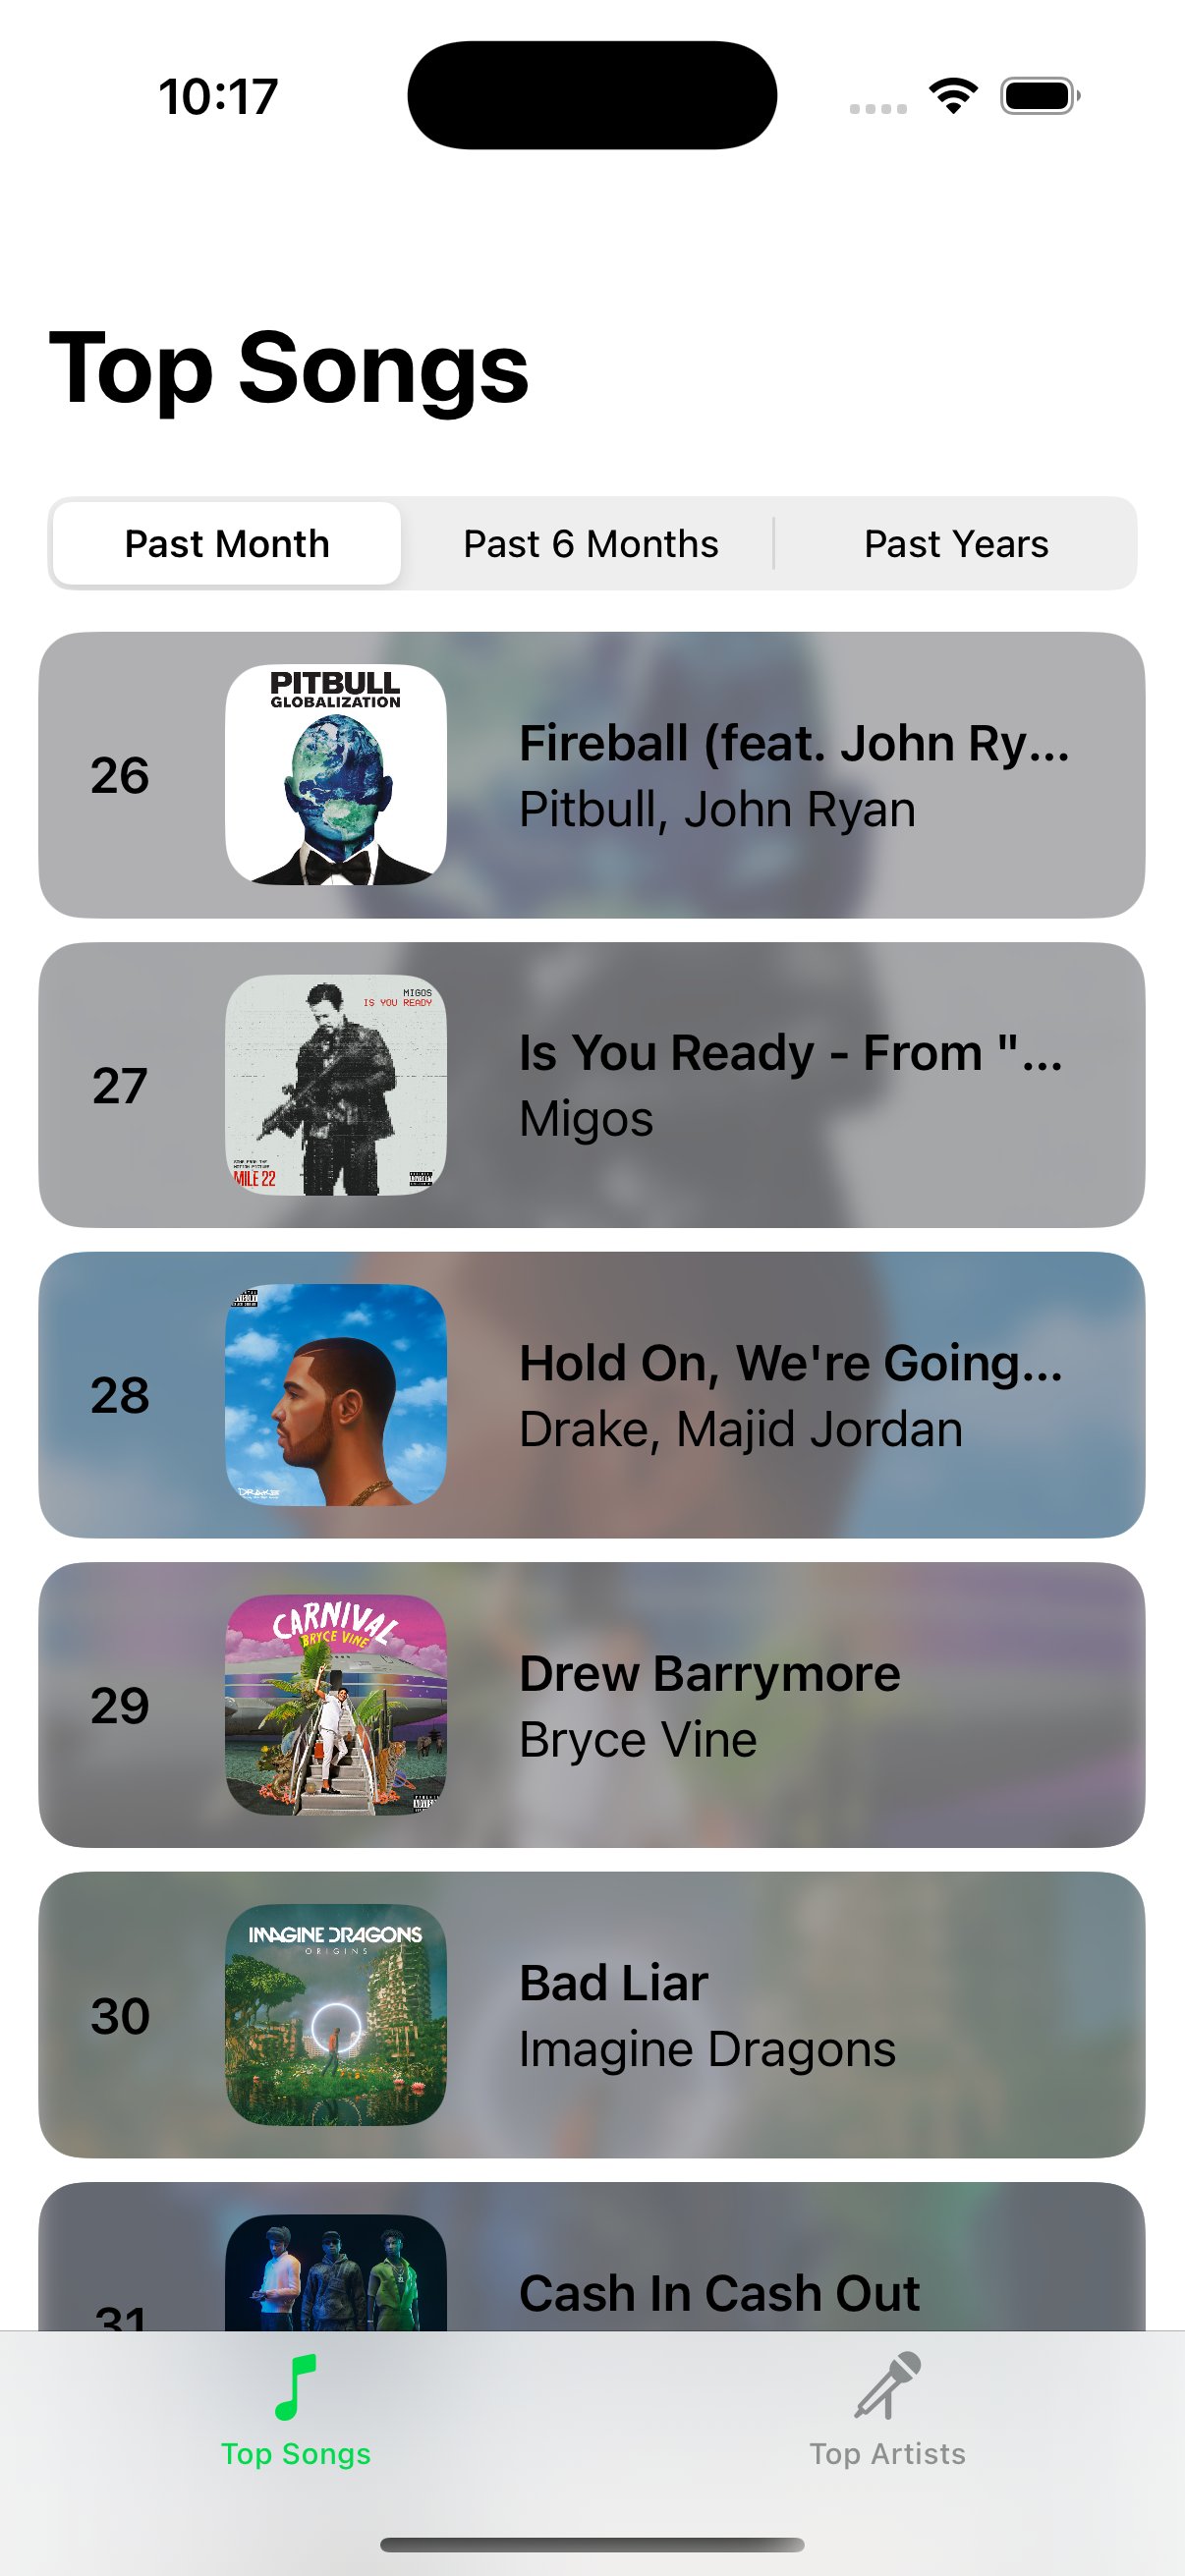 10:17
Top Songs
Past Month Past 6 Months Past Years
PITBULL
GLOBALIZATION
26
Fireball (feat. John Ry...
Pitbull, John Ryan
MIGOS
IS YOU READY
27
Is You Ready - From "...
Migos
MILE 22
28
Hold On, We're Going...
Drake, Majid Jordan
DRAKE
CARNIVAL
BRYCE VINE
29
Drew Barrymore
Bryce Vine
IMAGINE DRAGONS
ORIGINS
30
Bad Liar
Imagine Dragons
31
Cash In Cash Out
Top Songs Top Artists